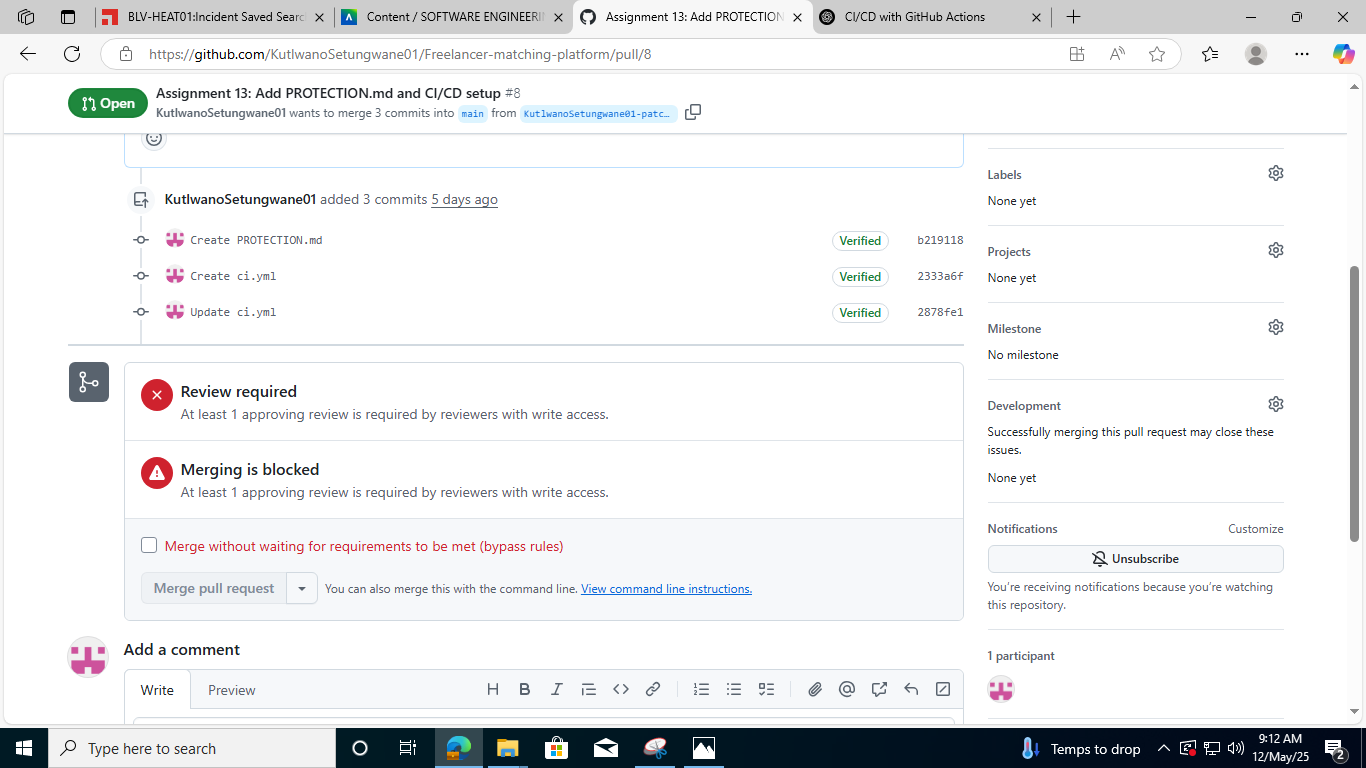 BLV-HEAT01:Incident Saved Searc
Content / SOFTWARE ENGINEERIN
Assignment 13: Add PROTECTION
CI/CD with GitHub Actions
https://github.com/KutlwanoSetungwane01/Freelancer-matching-platform/pull/8
Open
Assignment 13: Add PROTECTION.md and CI/CD setup #8
KutlwanoSetungwane01 wants to merge 3 commits into main from KutlwanoSetungwane01-patc…
KutlwanoSetungwane01 added 3 commits 5 days ago
Create PROTECTION.md Verified b219118
Create ci.yml Verified 2333a6f
Update ci.yml Verified 2878fe1
Review required
At least 1 approving review is required by reviewers with write access.
Merging is blocked
At least 1 approving review is required by reviewers with write access.
Merge without waiting for requirements to be met (bypass rules)
Merge pull request You can also merge this with the command line. View command line instructions.
Add a comment
Write Preview
Labels
None yet
Projects
None yet
Milestone
No milestone
Development
Successfully merging this pull request may close these
issues.
None yet
Notifications Customize
Unsubscribe
You're receiving notifications because you're watching
this repository.
1 participant
Type here to search
Temps to drop
9:12 AM
12/May/25
2